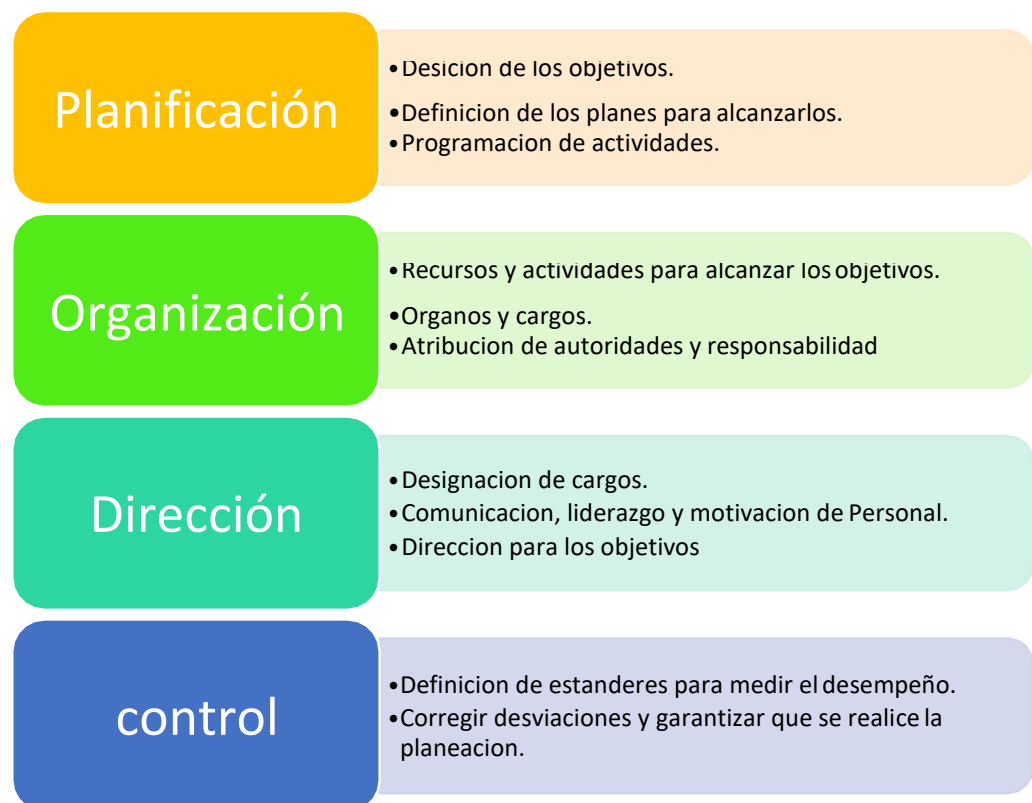 Planificación
•Desicion de los objetivos.
•Definicion de los planes para alcanzarlos.
•Programacion de actividades.
Organización
•Recursos y actividades para alcanzar los objetivos.
•Organos y cargos.
•Atribucion de autoridades y responsabilidad
Dirección
•Designacion de cargos.
•Comunicacion, liderazgo y motivacion de Personal.
•Direccion para los objetivos
control
•Definicion de estanderes para medir el desempeño.
•Corregir desviaciones y garantizar que se realice la
planeacion.